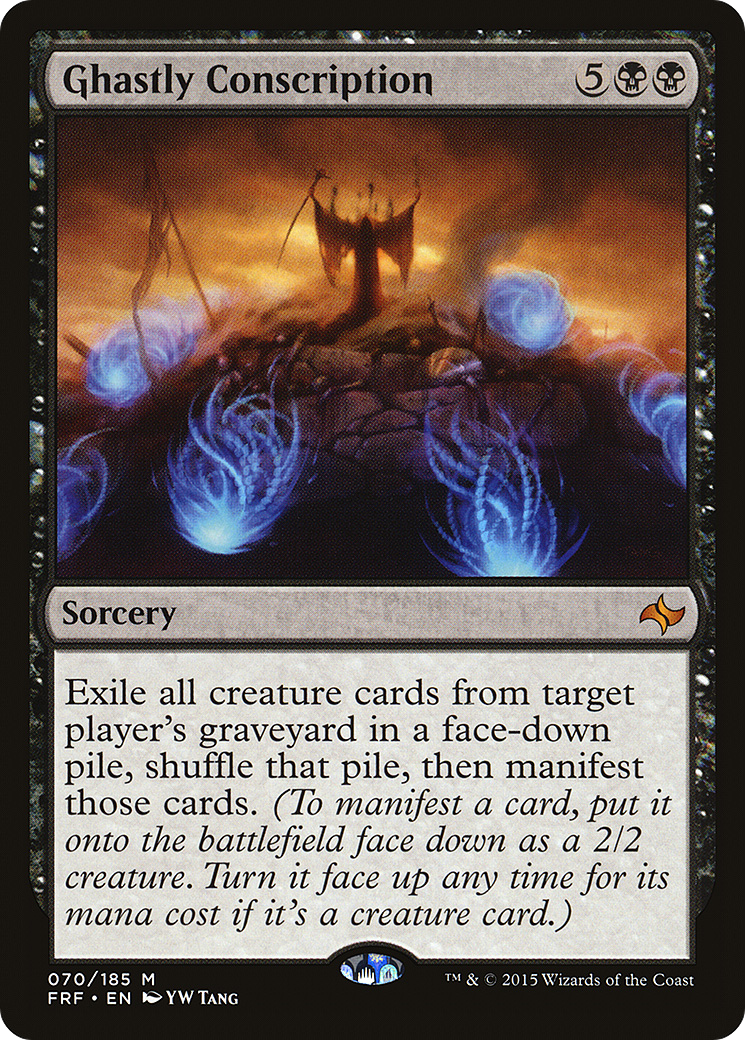 Ghastly Conscription 5
Sorcery
Exile all creature cards from target
player's graveyard in a face-down
pile, shuffle that pile, then manifest
those cards. (To manifest a card, put it
onto the battlefield face down as a 2/2
creature. Turn it face up any time for its
mana cost if it's a creature card.)
070/185 M
FRF • EN YW Tang
™ & © 2015 Wizards of the Coast